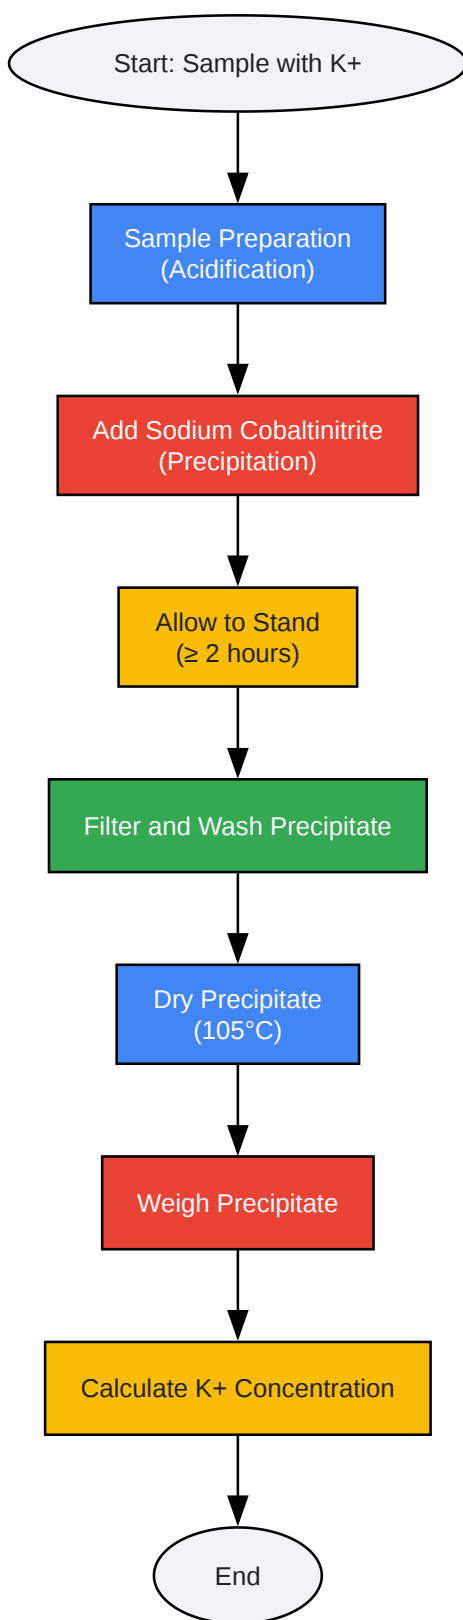 Start: Sample with K+
Sample Preparation
(Acidification)
Add Sodium Cobaltinitrite
(Precipitation)
Allow to Stand
(≥ 2 hours)
Filter and Wash Precipitate
Dry Precipitate
(105°C)
Weigh Precipitate
Calculate K+ Concentration
End